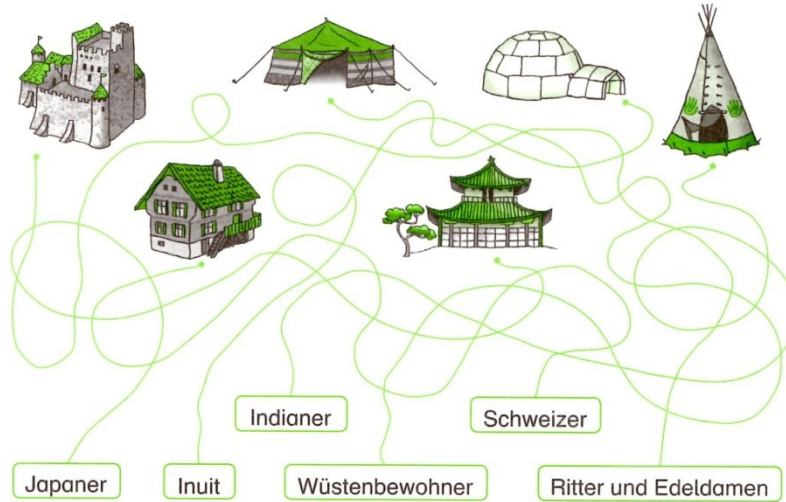 Indianer
Schweizer
Japaner
Inuit
Wüstenbewohner
Ritter und Edeldamen